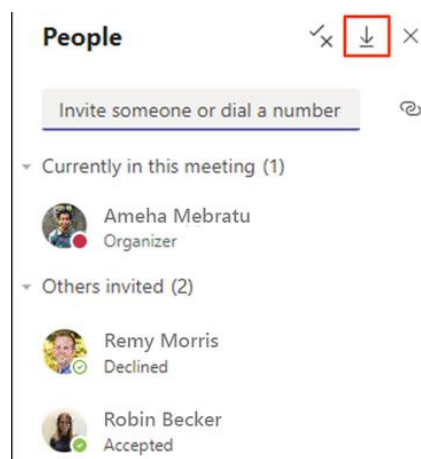 People
Invite someone or dial a number
Currently in this meeting (1)
Ameha Mebratu
Organizer
Others invited (2)
Remy Morris
Declined
Robin Becker
Accepted